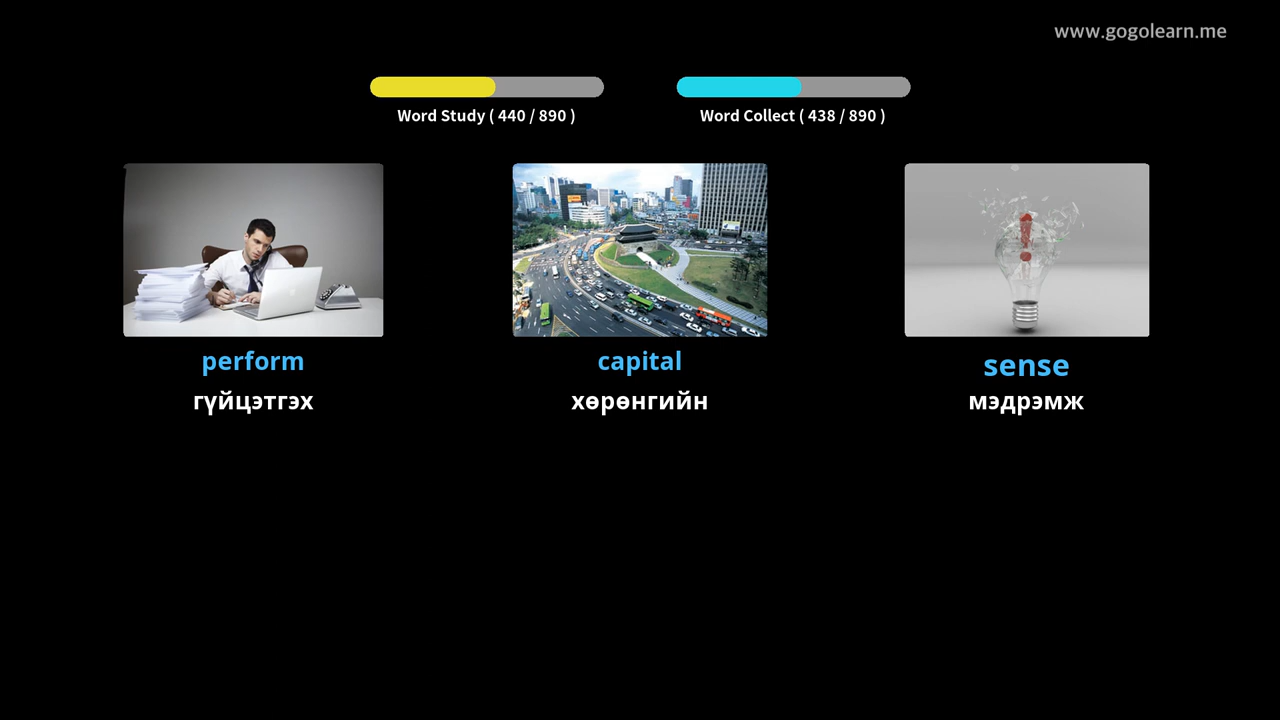 www.gogolearn.me
Word Study ( 440 / 890 )
Word Collect ( 438 / 890 )
perform
capital
sense
гүйцэтгэх
хөрөнгийн
мэдрэмж